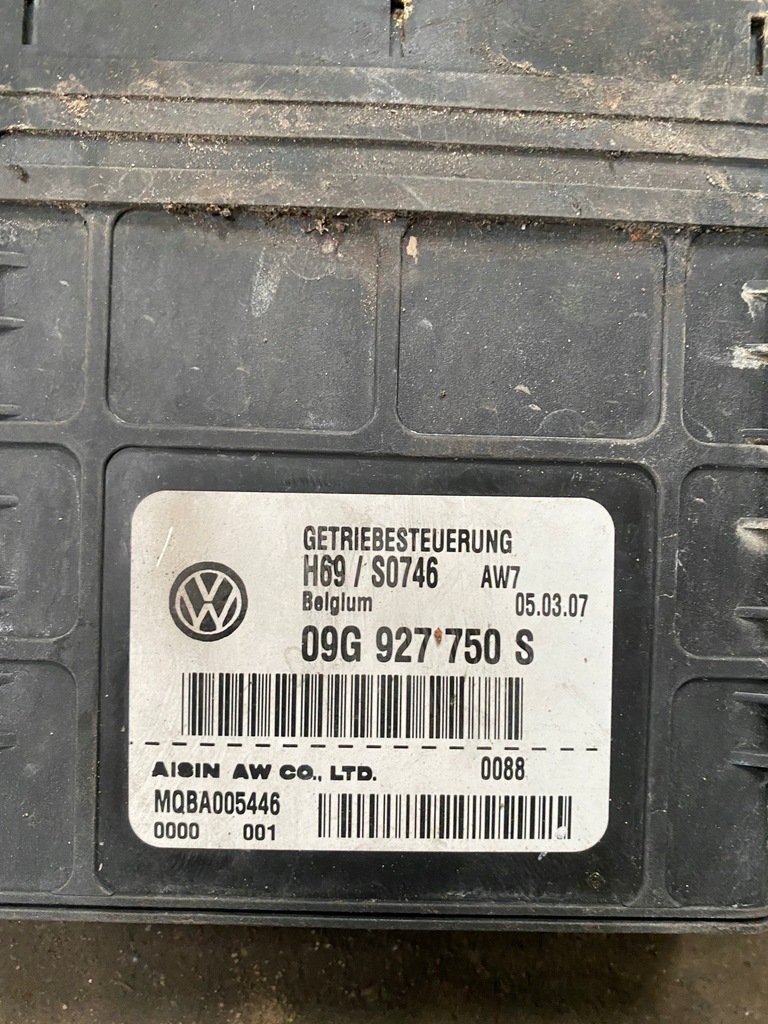 GETRIEBESTEUERUNG
H69 / S0746 AW7
Belgium 05.03.07
09G 927 750 S
AISIN AW CO., LTD. 0088
MQBA005446
0000 001